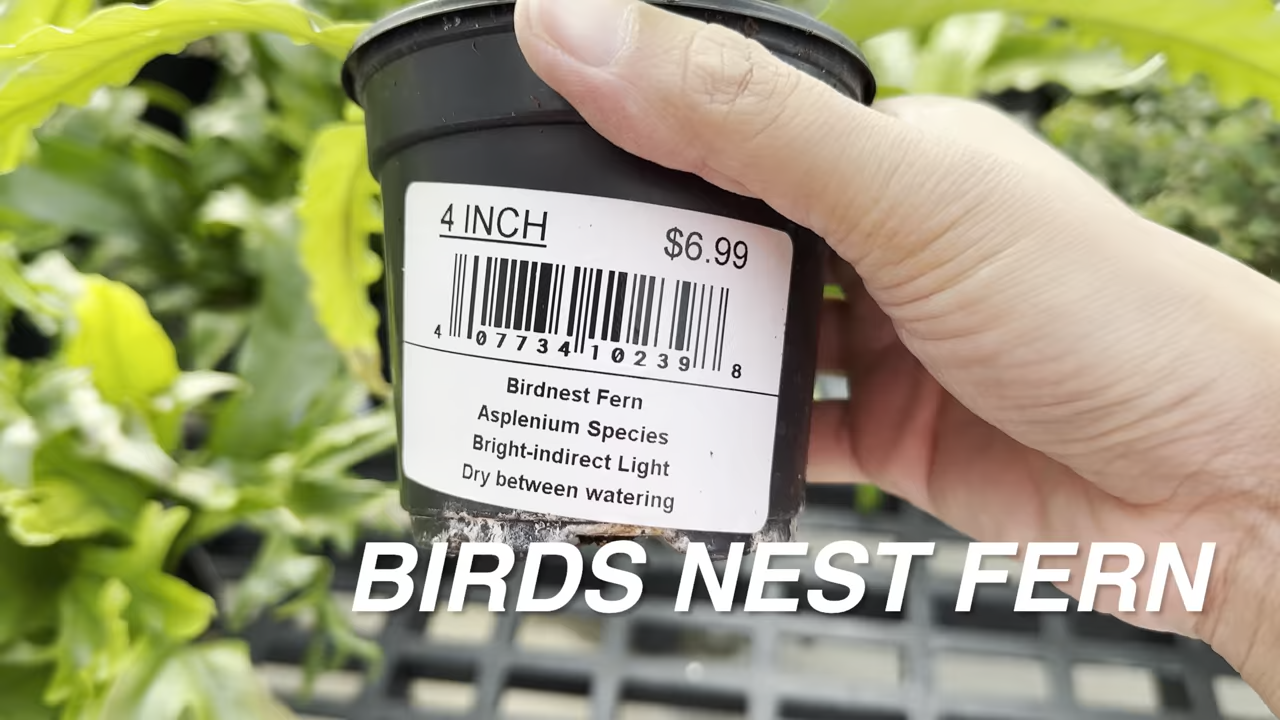 4 INCH
$6.99
4 07734 10239 8
Birdnest Fern
Asplenium Species
Bright-indirect Light
Dry between watering
BIRDS NEST FERN